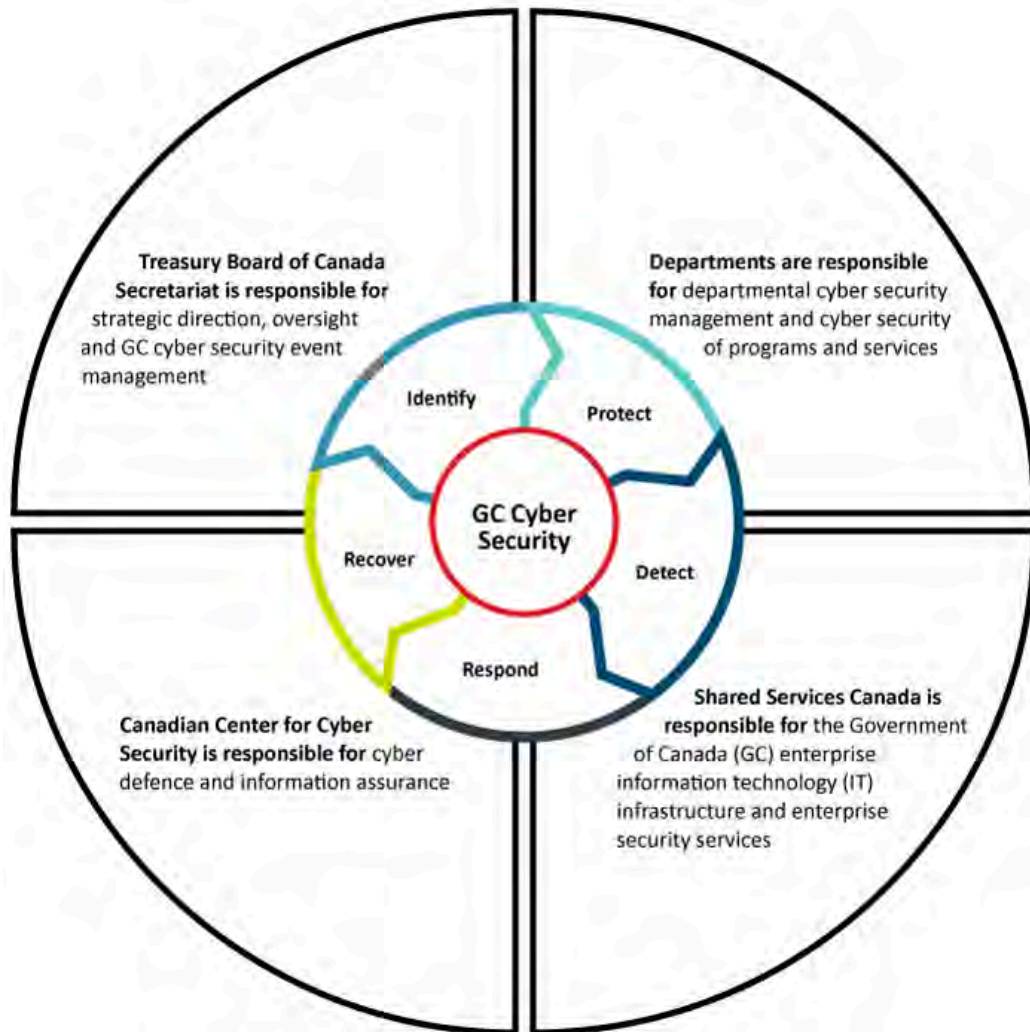 Treasury Board of Canada
Secretariat is responsible for
strategic direction, oversight
and GC cyber security event
management
Departments are responsible
for departmental cyber security
management and cyber security
of programs and services
Identify
Protect
GC Cyber
Security
Recover
Detect
Respond
Canadian Center for Cyber
Security is responsible for cyber
defence and information assurance
Shared Services Canada is
responsible for the Government
of Canada (GC) enterprise
information technology (IT)
infrastructure and enterprise
security services